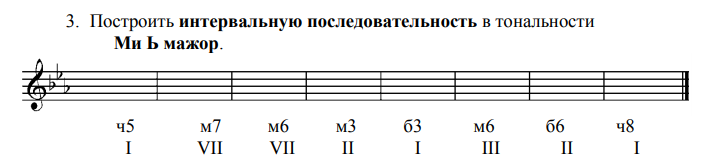 3. Построить интервальную последовательность в тональности
Ми Ь мажор.
ч5 м7 м6 м3 б3 м6 б6 ч8
I VII VII II I III II I